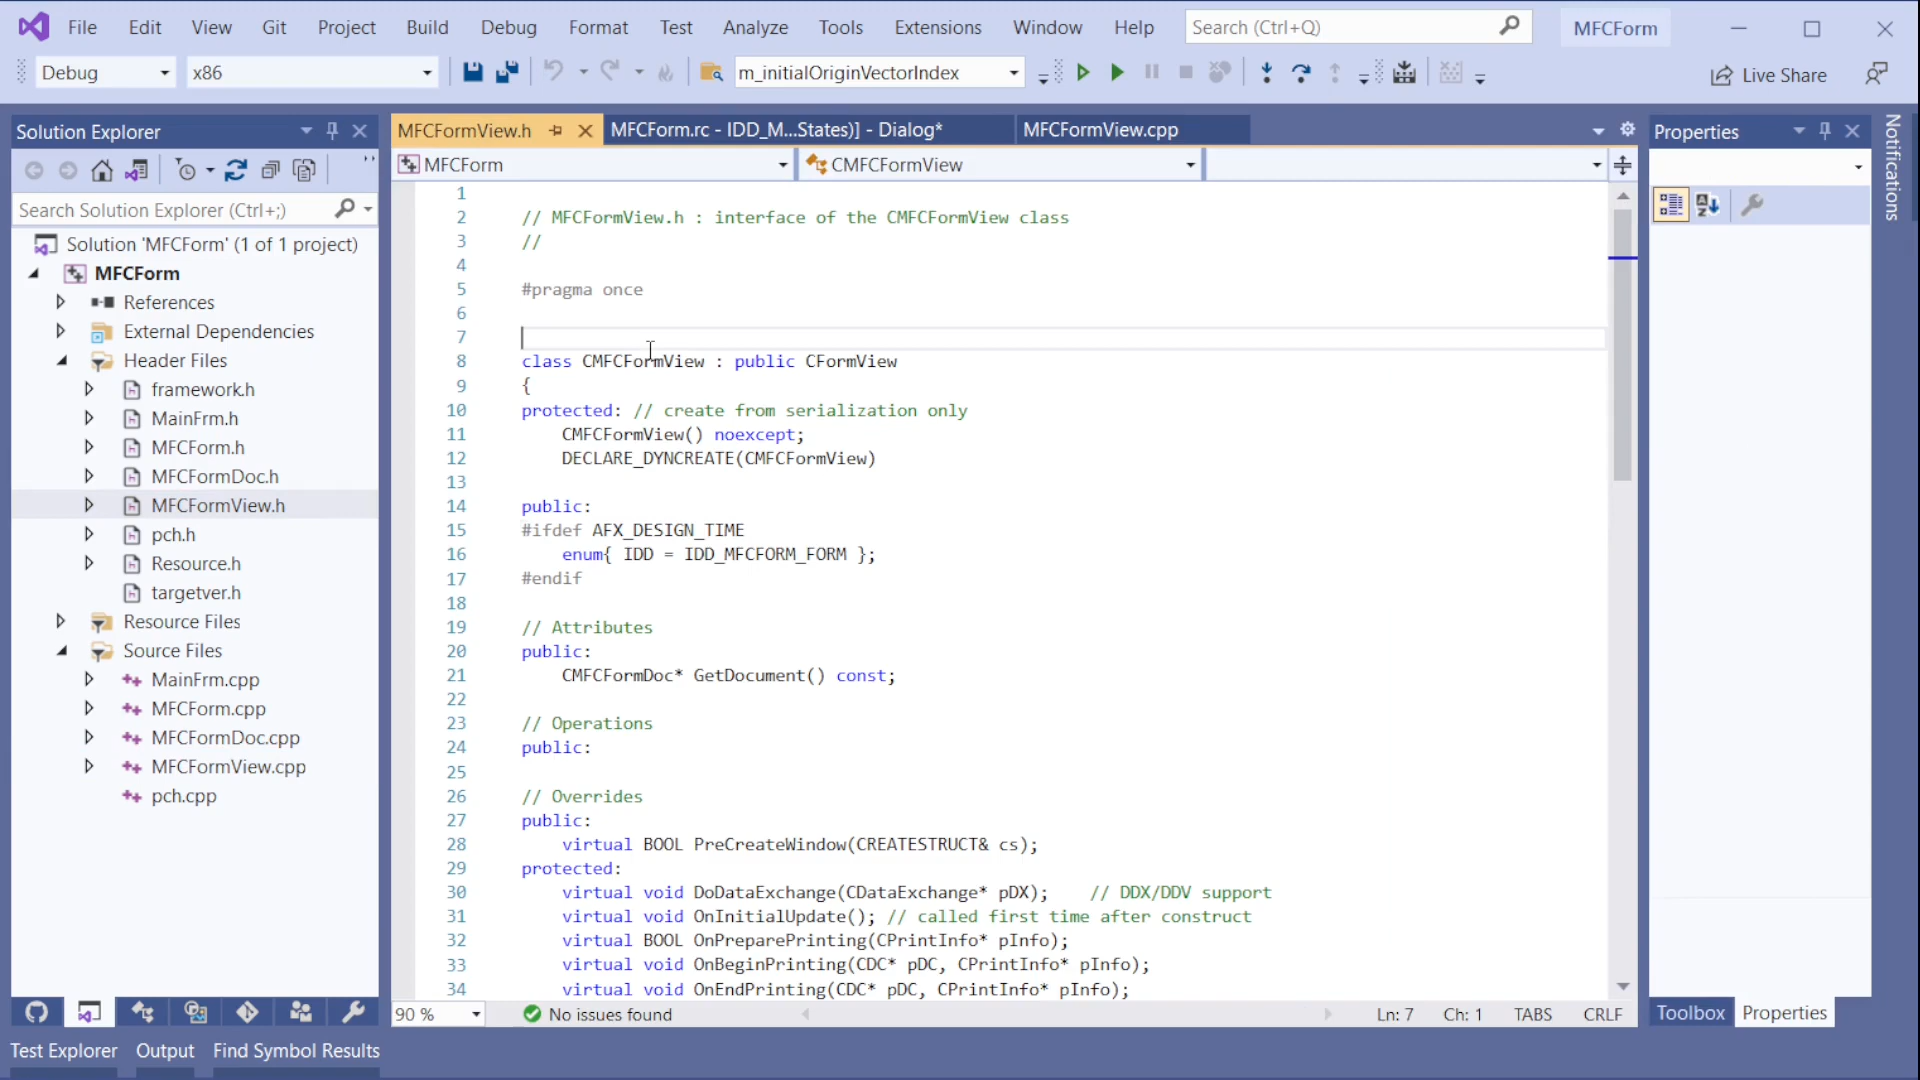 File Edit View Git Project Build Debug Format Test Analyze Tools Extensions Window Help Search (Ctrl+Q) MFCForm
Debug x86 m_initialOriginVectorIndex Live Share
Solution Explorer
Search Solution Explorer (Ctrl+;)
Solution 'MFCForm' (1 of 1 project)
MFCForm
References
External Dependencies
Header Files
framework.h
MainFrm.h
MFCForm.h
MFCFormDoc.h
MFCFormView.h
pch.h
Resource.h
targetver.h
Resource Files
Source Files
MainFrm.cpp
MFCForm.cpp
MFCFormDoc.cpp
MFCFormView.cpp
pch.cpp
MFCFormView.h MFCForm.rc - IDD_M...States)] - Dialog* MFCFormView.cpp
MFCForm CMFCFormView
1
2 // MFCFormView.h : interface of the CMFCFormView class
3 //
4
5 #pragma once
6
7
8 class CMFCFormView : public CFormView
9 {
10 protected: // create from serialization only
11 CMFCFormView() noexcept;
12 DECLARE_DYNCREATE(CMFCFormView)
13
14 public:
15 #ifdef AFX_DESIGN_TIME
16 enum{ IDD = IDD_MFCFORM_FORM };
17 #endif
18
19 // Attributes
20 public:
21 CMFCFormDoc* GetDocument() const;
22
23 // Operations
24 public:
25
26 // Overrides
27 public:
28 virtual BOOL PreCreateWindow(CREATESTRUCT& cs);
29 protected:
30 virtual void DoDataExchange(CDataExchange* pDX); // DDX/DDV support
31 virtual void OnInitialUpdate(); // called first time after construct
32 virtual BOOL OnPreparePrinting(CPrintInfo* pInfo);
33 virtual void OnBeginPrinting(CDC* pDC, CPrintInfo* pInfo);
34 virtual void OnEndPrinting(CDC* pDC, CPrintInfo* pInfo);
90 % No issues found Ln: 7 Ch: 1 TABS CRLF
Properties
Toolbox Properties
Notifications
Test Explorer Output Find Symbol Results